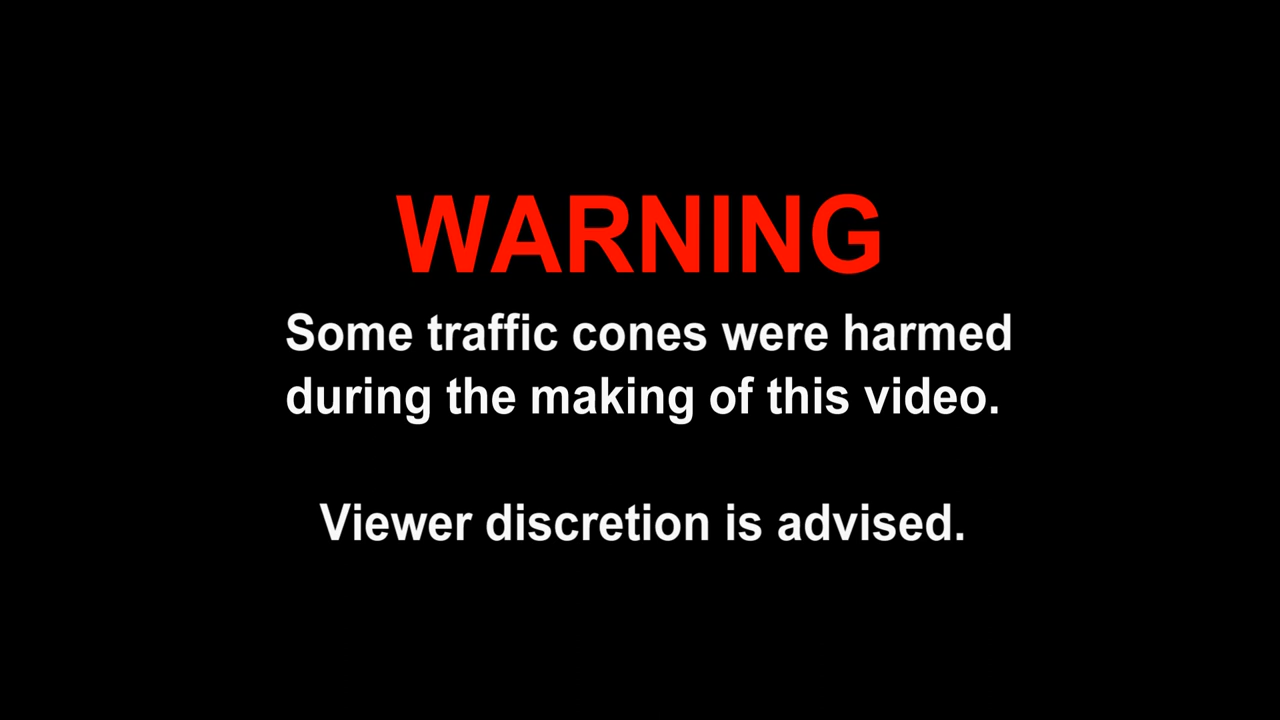 WARNING
Some traffic cones were harmed
during the making of this video.
Viewer discretion is advised.